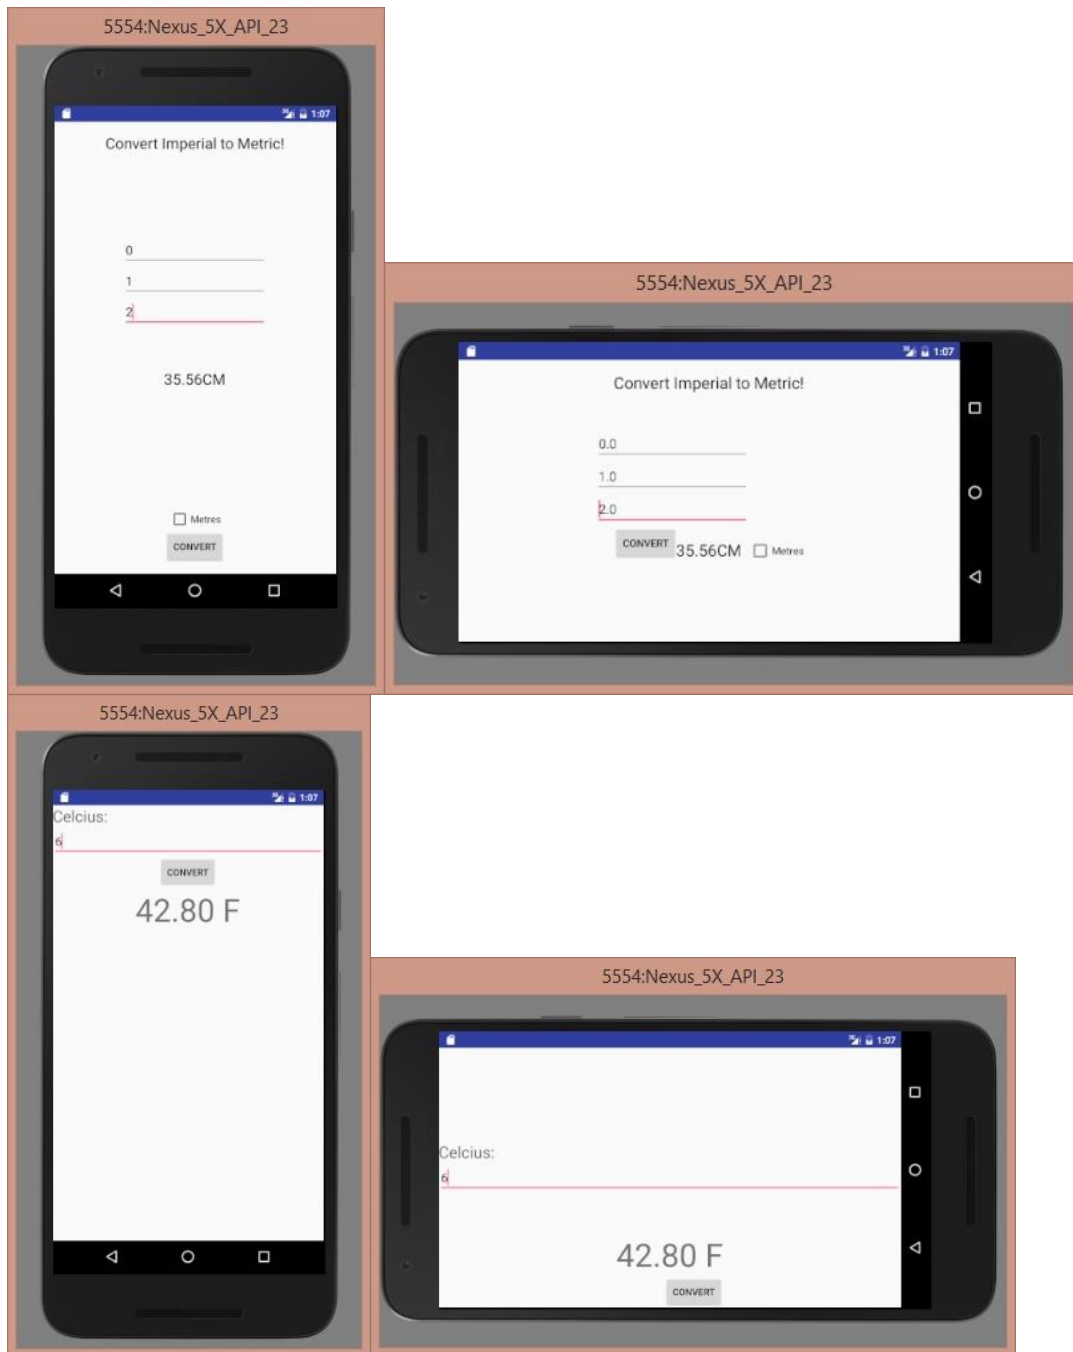 5554:Nexus_5X_API_23
1:07
Convert Imperial to Metric!
0
1
2
35.56CM
Metres
CONVERT
5554:Nexus_5X_API_23
1:07
Convert Imperial to Metric!
0.0
1.0
2.0
CONVERT 35.56CM Metres
5554:Nexus_5X_API_23
1:07
Celcius:
6
CONVERT
42.80 F
5554:Nexus_5X_API_23
1:07
Celcius:
6
42.80 F
CONVERT